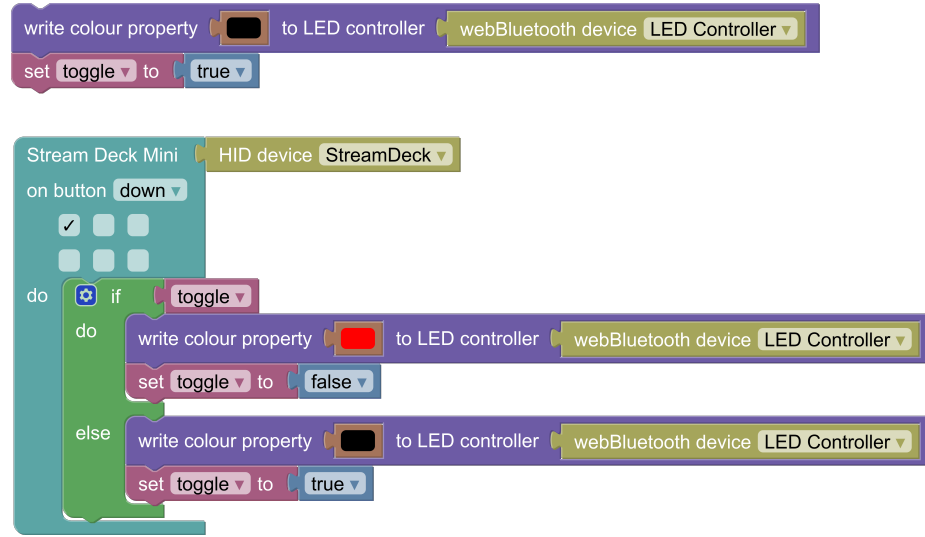 write colour property to LED controller webBluetooth device LED Controller ▾
set toggle ▾ to true ▾
Stream Deck Mini HID device StreamDeck ▾
on button down ▾
✓
do if toggle ▾
do write colour property to LED controller webBluetooth device LED Controller ▾
set toggle ▾ to false ▾
else write colour property to LED controller webBluetooth device LED Controller ▾
set toggle ▾ to true ▾